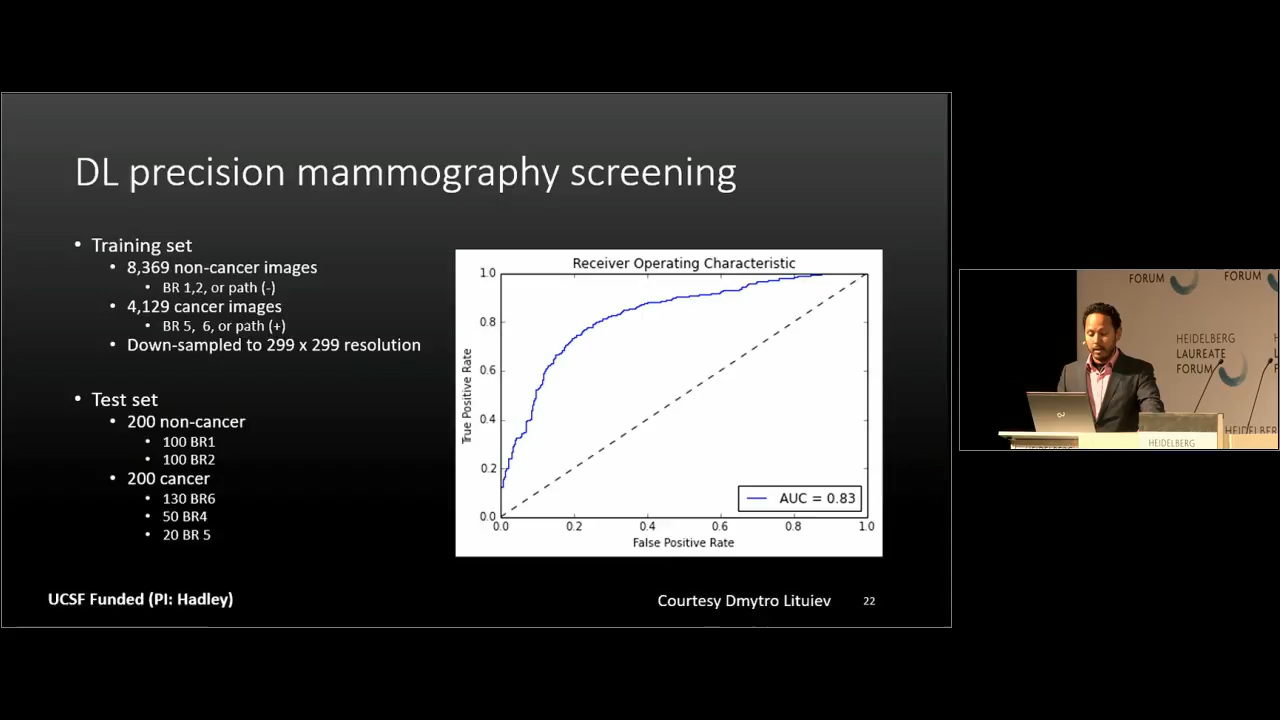 DL precision mammography screening
• Training set
• 8,369 non-cancer images
• BR 1,2, or path (-)
• 4,129 cancer images
• BR 5, 6, or path (+)
• Down-sampled to 299 x 299 resolution
• Test set
• 200 non-cancer
• 100 BR1
• 100 BR2
• 200 cancer
• 130 BR6
• 50 BR4
• 20 BR 5
Receiver Operating Characteristic
1.0
0.8
0.6
0.4
0.2
0.0
True Positive Rate
0.0 0.2 0.4 0.6 0.8 1.0
False Positive Rate
AUC = 0.83
UCSF Funded (PI: Hadley)
Courtesy Dmytro Lituiev
22
FORUM
FORUM
HEIDELBERG
LAUREATE
FORUM
HEIDELBERG
HEIDELBERG